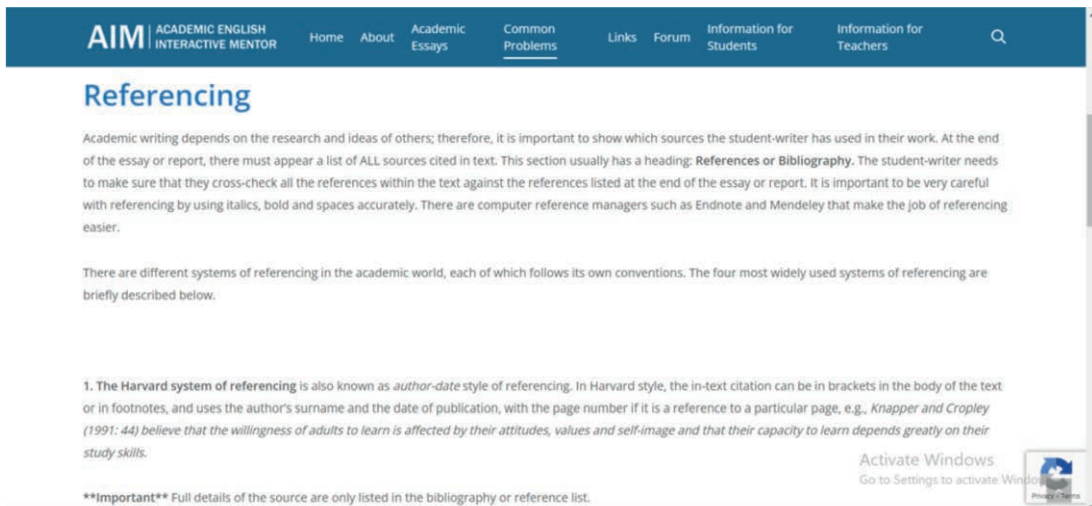 AIM ACADEMIC ENGLISH INTERACTIVE MENTOR Home About Academic Essays Common Problems Links Forum Information for Students Information for Teachers
Referencing
Academic writing depends on the research and ideas of others; therefore, it is important to show which sources the student-writer has used in their work. At the end
of the essay or report, there must appear a list of ALL sources cited in text. This section usually has a heading: References or Bibliography. The student-writer needs
to make sure that they cross-check all the references within the text against the references listed at the end of the essay or report. It is important to be very careful
with referencing by using italics, bold and spaces accurately. There are computer reference managers such as Endnote and Mendeley that make the job of referencing
easier.
There are different systems of referencing in the academic world, each of which follows its own conventions. The four most widely used systems of referencing are
briefly described below.
1. The Harvard system of referencing is also known as author-date style of referencing. In Harvard style, the in-text citation can be in brackets in the body of the text
or in footnotes, and uses the author's surname and the date of publication, with the page number if it is a reference to a particular page, e.g., Knapper and Cropley
(1991: 44) believe that the willingness of adults to learn is affected by their attitudes, values and self-image and that their capacity to learn depends greatly on their
study skills.
Activate Windows
Go to Settings to activate
Privacy - Terms
**Important** Full details of the source are only listed in the bibliography or reference list.